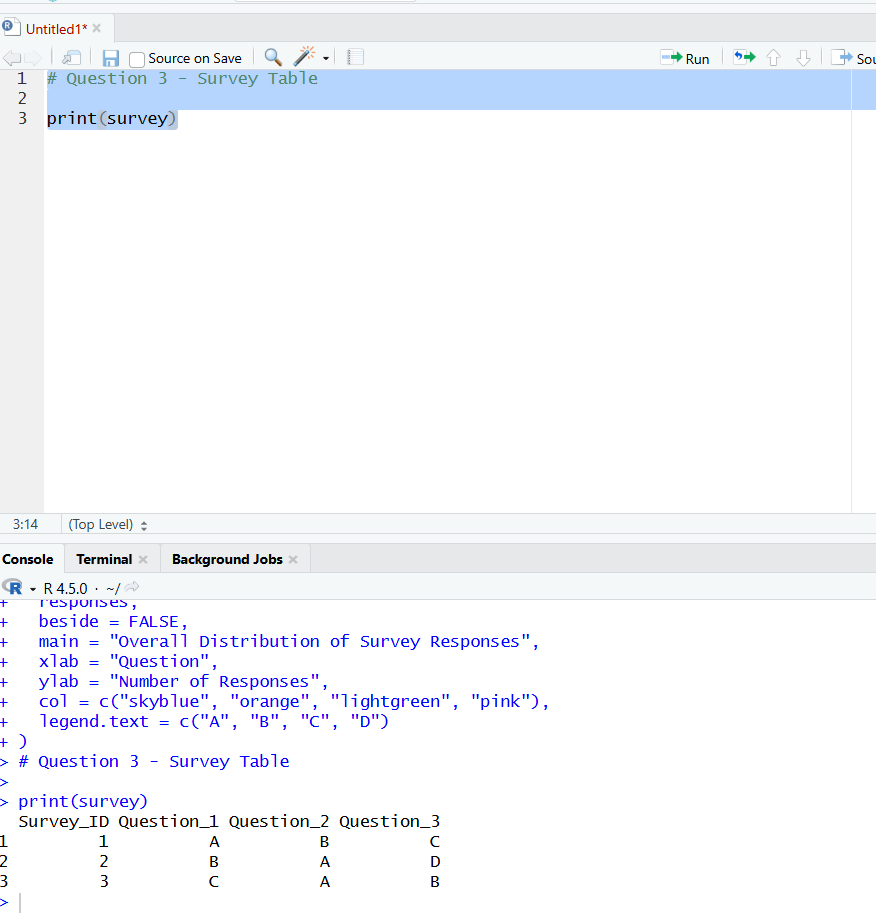 Untitled1*
Source on Save
Run
Sou
1 # Question 3 - Survey Table
2
3 print(survey)
3:14 (Top Level)
Console Terminal Background Jobs
R 4.5.0 · ~/
+ responses,
+ beside = FALSE,
+ main = "Overall Distribution of Survey Responses",
+ xlab = "Question",
+ ylab = "Number of Responses",
+ col = c("skyblue", "orange", "lightgreen", "pink"),
+ legend.text = c("A", "B", "C", "D")
+ )
> # Question 3 - Survey Table
>
> print(survey)
Survey_ID Question_1 Question_2 Question_3
1 1 A B C
2 2 B A D
3 3 C A B
>